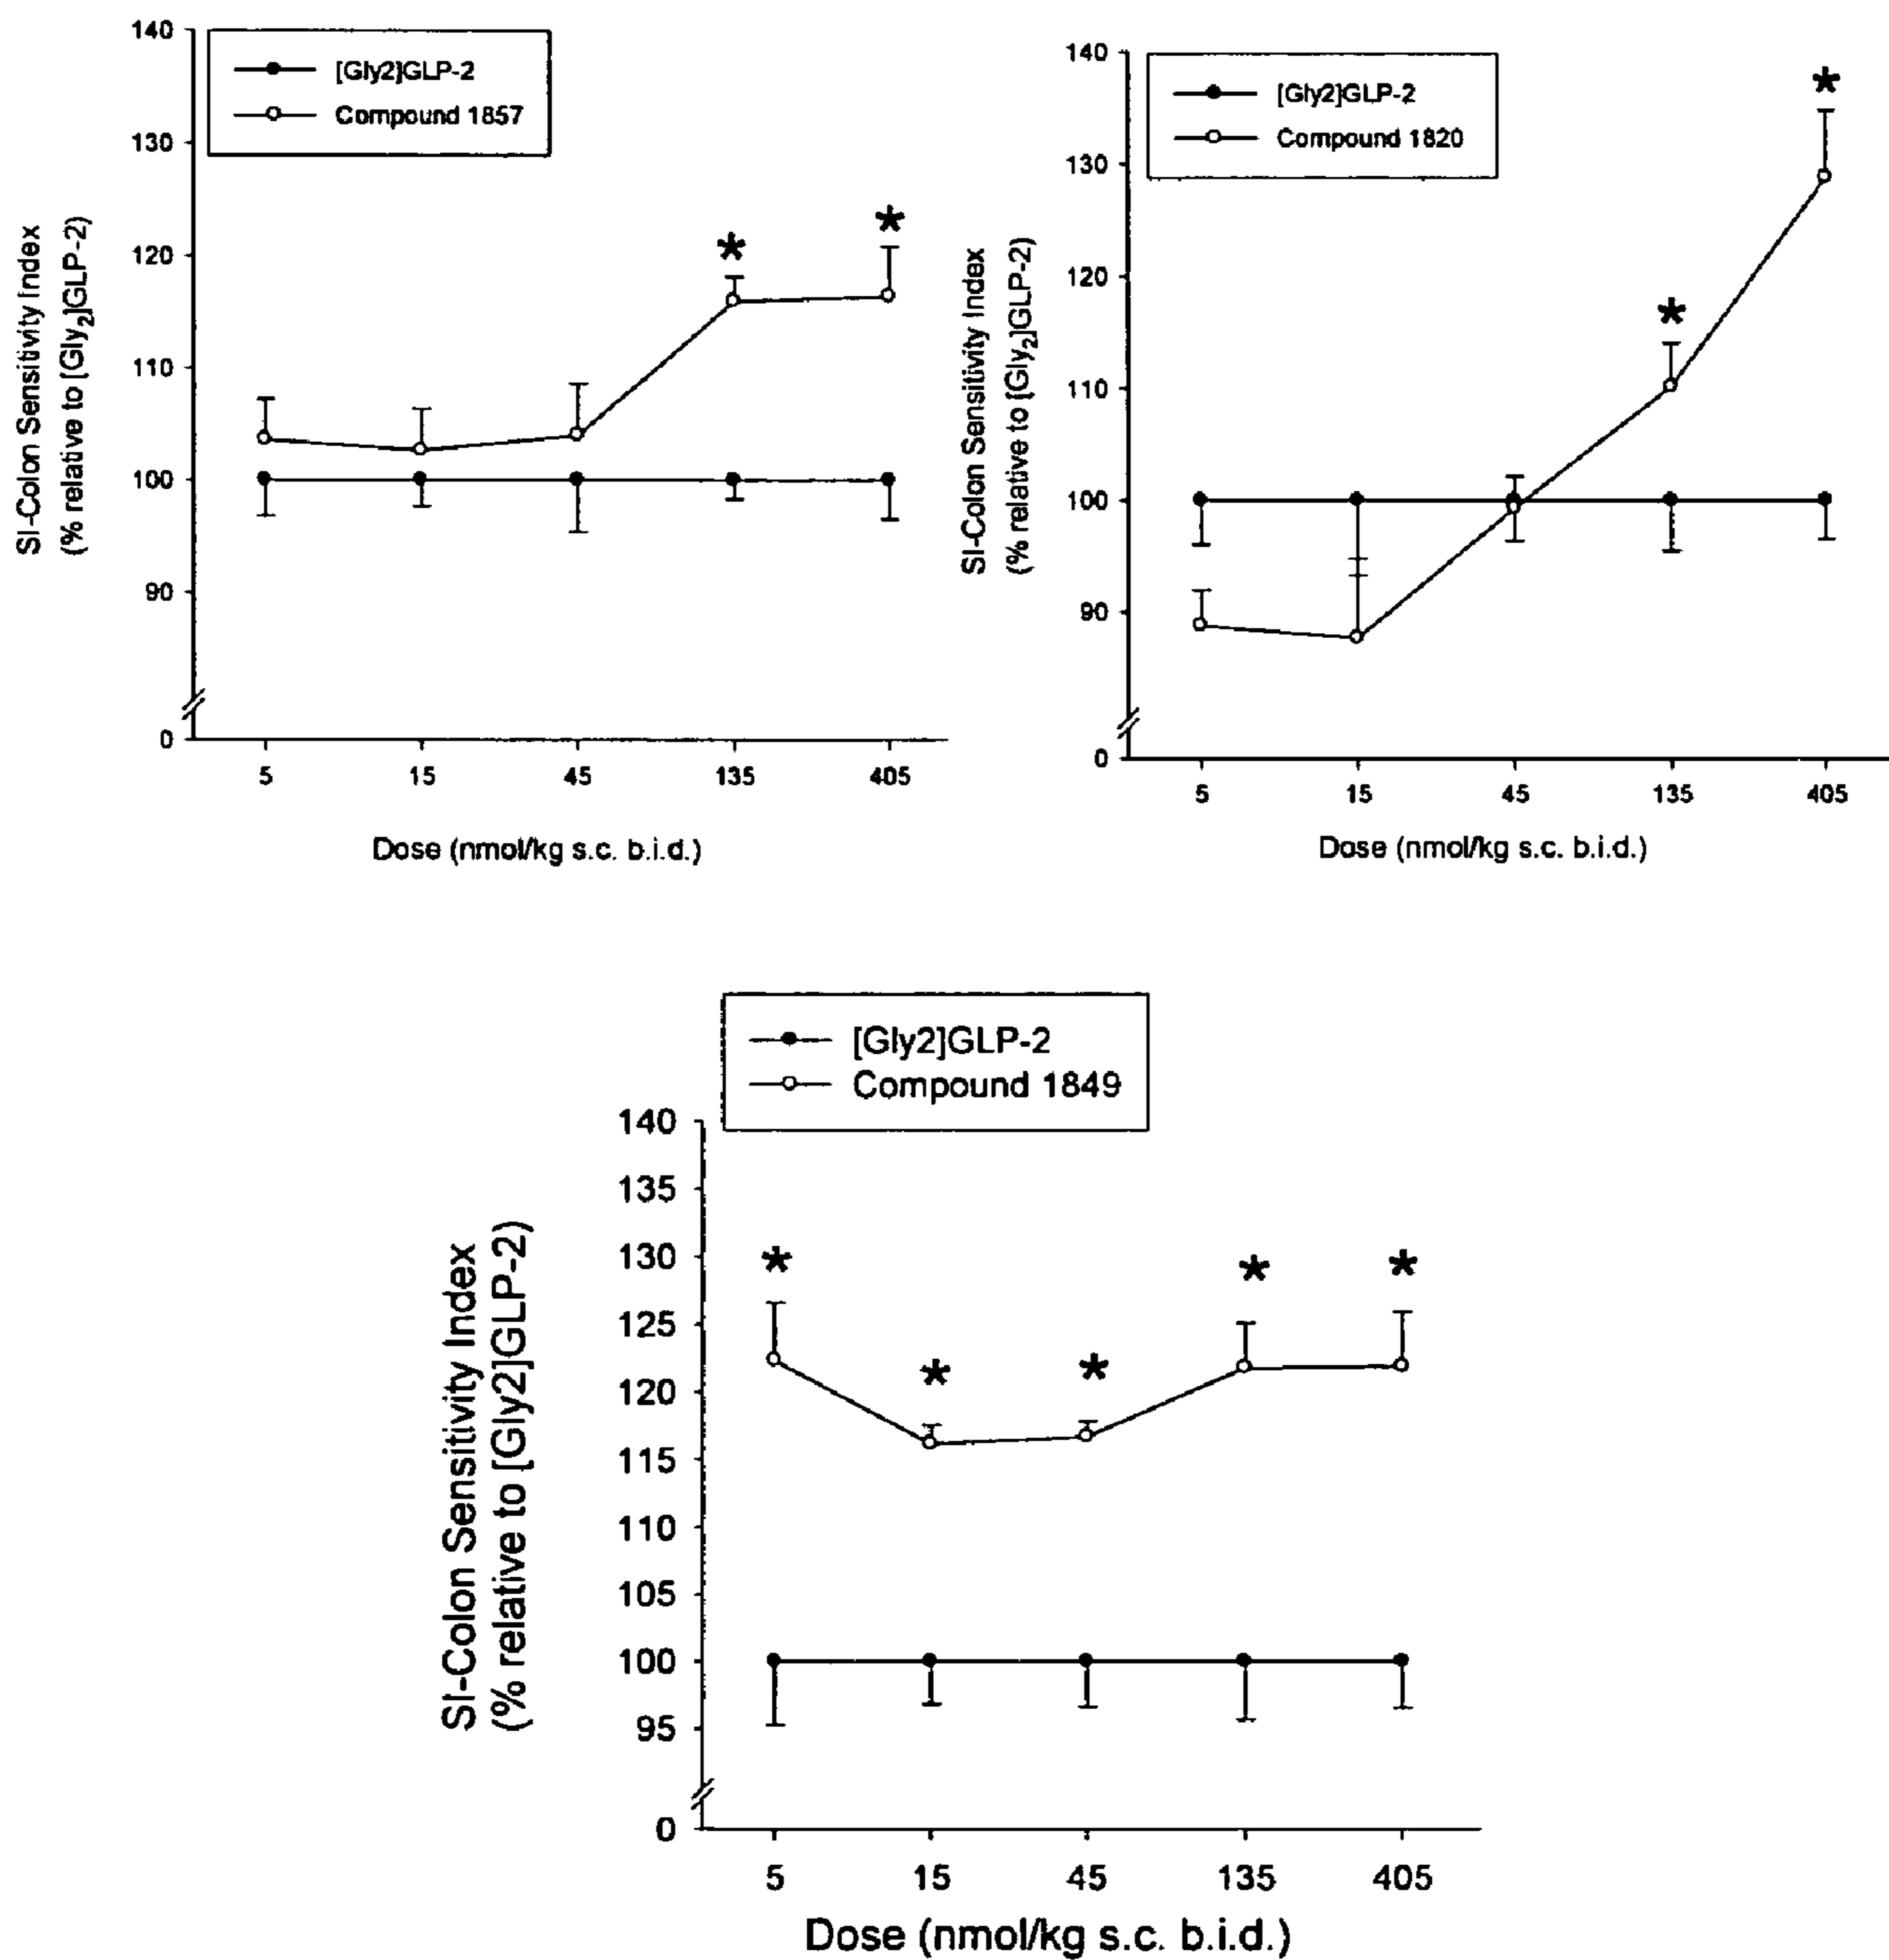 [Gly2]GLP-2
Compound 1857
140
130
120
110
100
90
0
SI-Colon Sensitivity Index
(% relative to [Gly2]GLP-2)
*
*
5 15 45 135 405
Dose (nmol/kg s.c. b.i.d.)
[Gly2]GLP-2
Compound 1820
140
130
120
110
100
90
0
SI-Colon Sensitivity Index
(% relative to [Gly2]GLP-2)
*
*
5 15 45 135 405
Dose (nmol/kg s.c. b.i.d.)
[Gly2]GLP-2
Compound 1849
140
135
130
125
120
115
110
105
100
95
0
SI-Colon Sensitivity Index
(% relative to [Gly2]GLP-2)
* * * * *
5 15 45 135 405
Dose (nmol/kg s.c. b.i.d.)